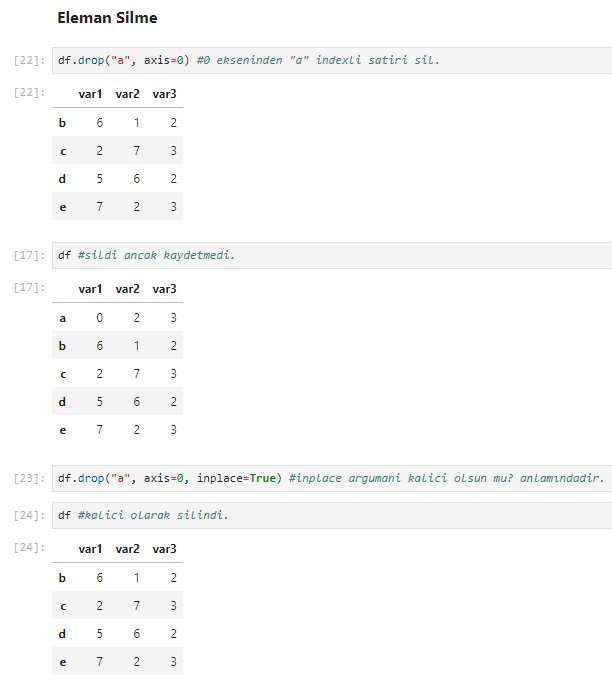 Eleman Silme
[22]: df.drop("a", axis=0) #0 ekseninden "a" indexli satiri sil.
[22]: var1 var2 var3
b 6 1 2
c 2 7 3
d 5 6 2
e 7 2 3
[17]: df #sildi ancak kaydetmedi.
[17]: var1 var2 var3
a 0 2 3
b 6 1 2
c 2 7 3
d 5 6 2
e 7 2 3
[23]: df.drop("a", axis=0, inplace=True) #inplace argumani kalici olsun mu? anlamındadir.
[24]: df #kalici olarak silindi.
[24]: var1 var2 var3
b 6 1 2
c 2 7 3
d 5 6 2
e 7 2 3